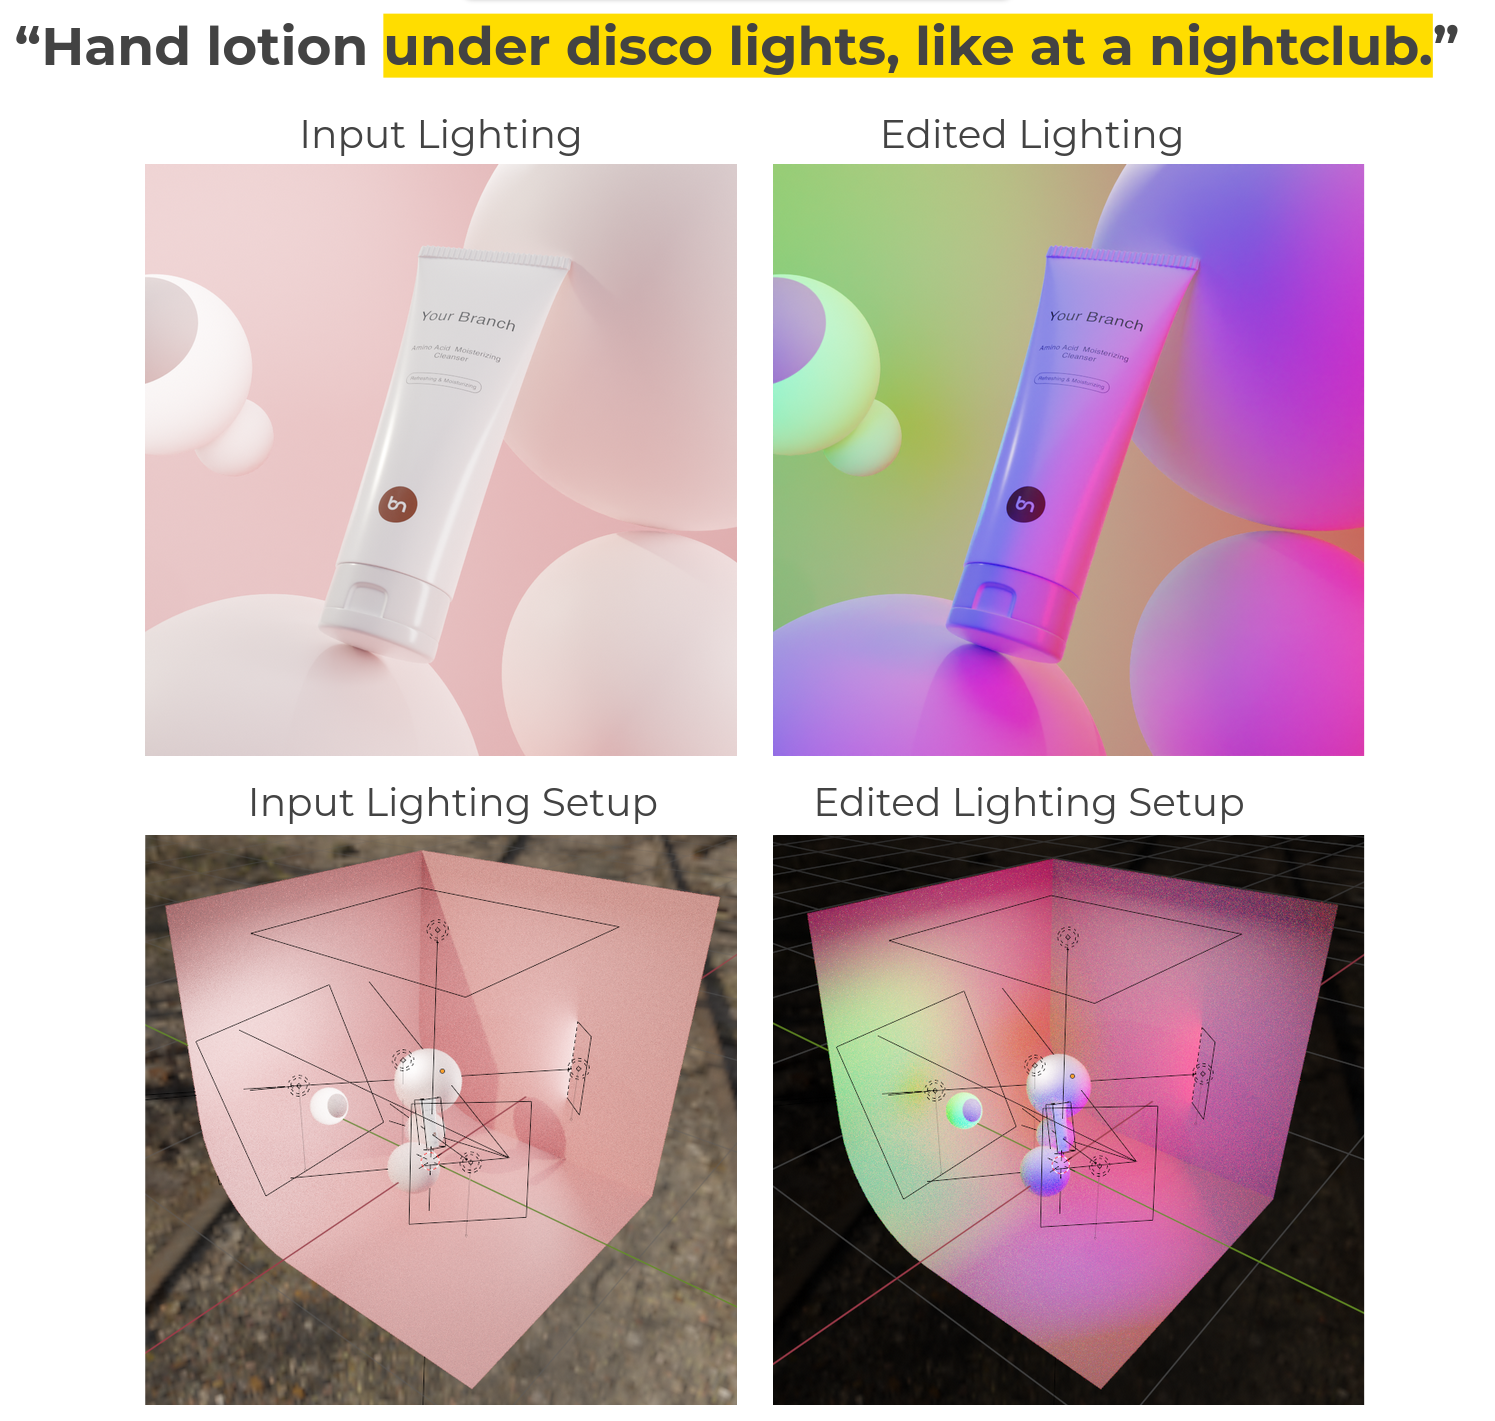 “Hand lotion under disco lights, like at a nightclub.”
Input Lighting
Edited Lighting
Your Branch
Amino Acid Moisterizing
Cleanser
Refreshing & Moisturizing
Your Branch
Amino Acid Moisterizing
Cleanser
Refreshing & Moisturizing
Input Lighting Setup
Edited Lighting Setup